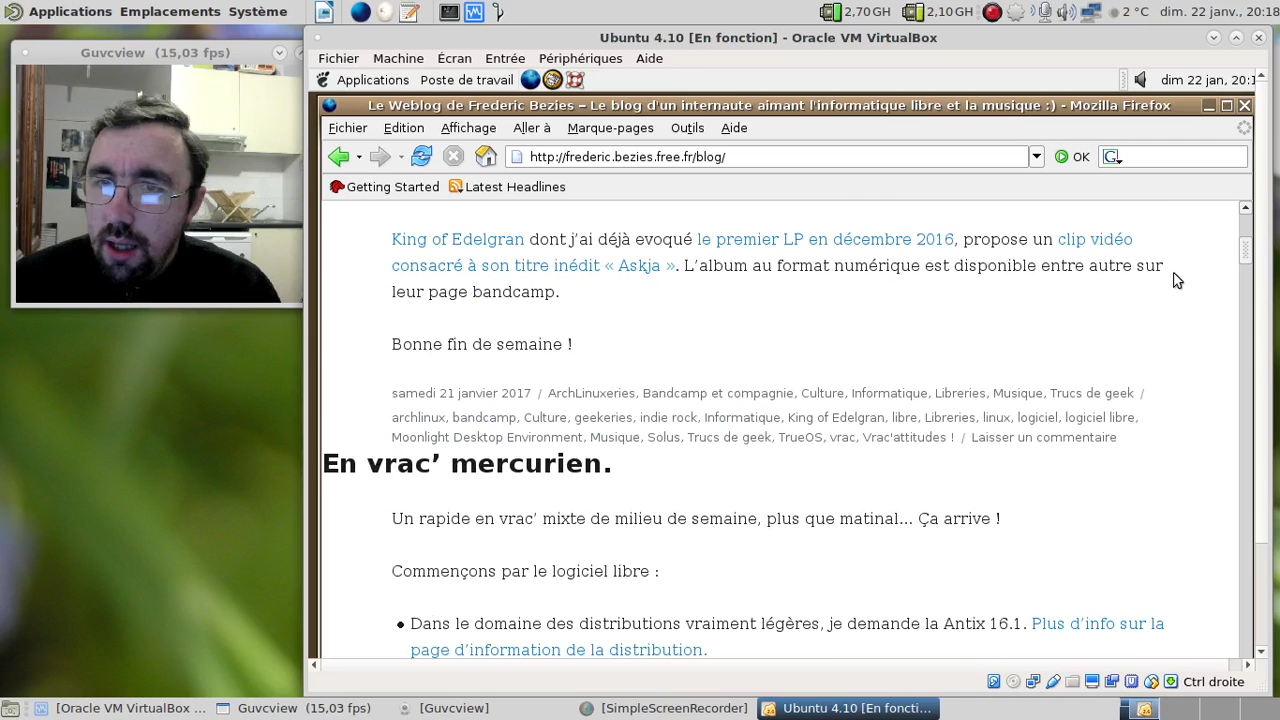 Applications Emplacements Système
2,70 GH 2,10 GH 2 °C dim. 22 janv., 20:18
Guvcview (15,03 fps)
Ubuntu 4.10 [En fonction] - Oracle VM VirtualBox
Fichier Machine Écran Entrée Périphériques Aide
Applications Poste de travail dim 22 jan, 20:1
Le Weblog de Frederic Bezies – Le blog d'un internaute aimant l'informatique libre et la musique :) - Mozilla Firefox
Fichier Edition Affichage Aller à Marque-pages Outils Aide
http://frederic.bezies.free.fr/blog/ OK G
Getting Started Latest Headlines
King of Edelgran dont j’ai déjà evoqué le premier LP en décembre 2016, propose un clip vidéo
consacré à son titre inédit « Askja ». L’album au format numérique est disponible entre autre sur
leur page bandcamp.
Bonne fin de semaine !
samedi 21 janvier 2017 / ArchLinuxeries, Bandcamp et compagnie, Culture, Informatique, Libreries, Musique, Trucs de geek /
archlinux, bandcamp, Culture, geekeries, indie rock, Informatique, King of Edelgran, libre, Libreries, linux, logiciel, logiciel libre,
Moonlight Desktop Environment, Musique, Solus, Trucs de geek, TrueOS, vrac, Vrac'attitudes ! / Laisser un commentaire
En vrac’ mercurien.
Un rapide en vrac’ mixte de milieu de semaine, plus que matinal… Ça arrive !
Commençons par le logiciel libre :
• Dans le domaine des distributions vraiment légères, je demande la Antix 16.1. Plus d’info sur la
page d’information de la distribution.
Ctrl droite
[Oracle VM VirtualBox ... Guvcview (15,03 fps) [Guvcview] [SimpleScreenRecorder] Ubuntu 4.10 [En foncti...